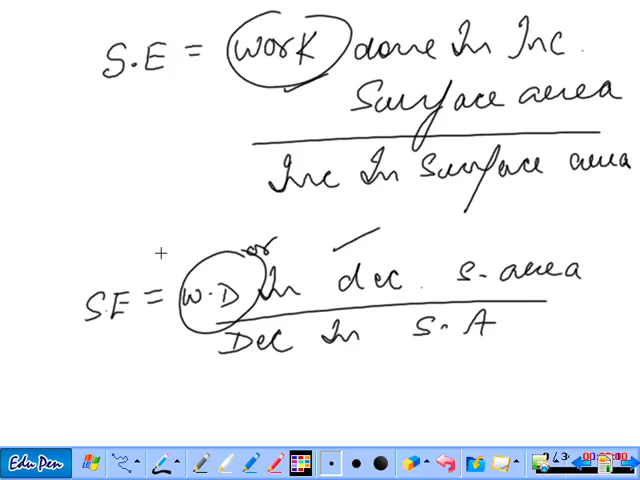 S.E = work done In Inc.
Surface area
Inc In Surface area
or
S.E = W.D In dec. s. area
Dec In S. A
Edu Pen